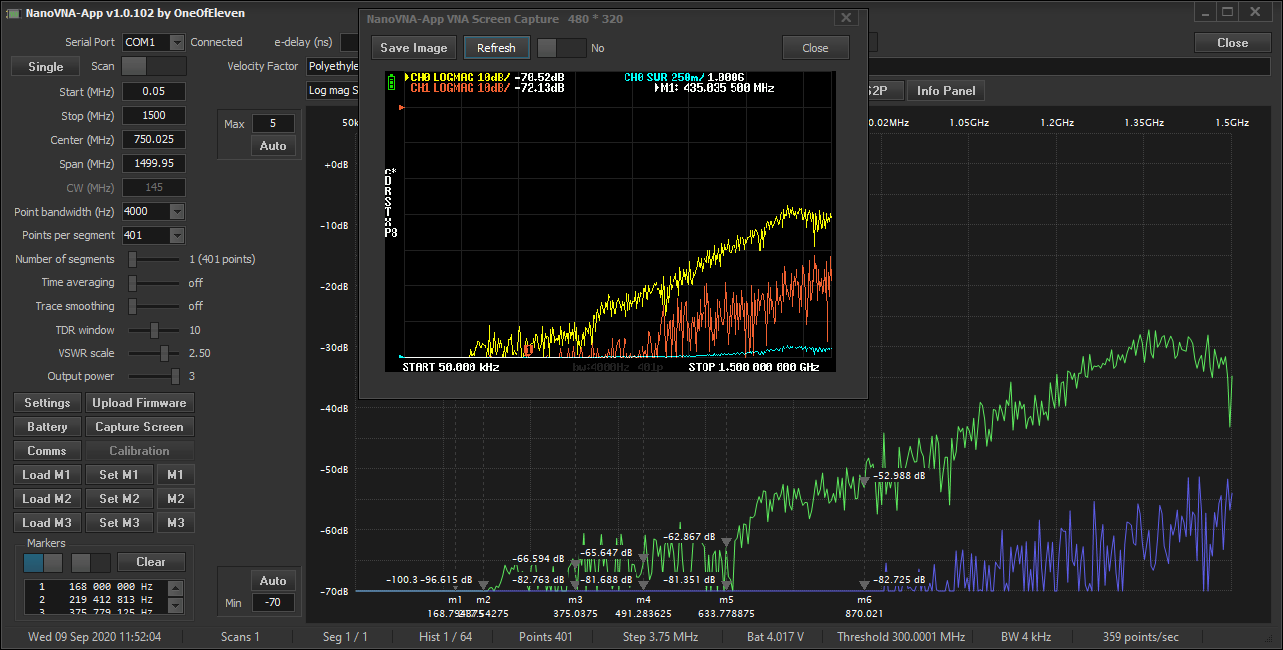 NanoVNA-App v1.0.102 by OneOfEleven
Serial Port COM1 Connected e-delay (ns)
Close
Single Scan Velocity Factor Polyethyle
Start (MHz) 0.05
Log mag S
S2P Info Panel
Stop (MHz) 1500
Center (MHz) 750.025
Span (MHz) 1499.95
CW (MHz) 145
Point bandwidth (Hz) 4000
Points per segment 401
Number of segments 1 (401 points)
Time averaging off
Trace smoothing off
TDR window 10
VSWR scale 2.50
Output power 3
Settings Upload Firmware
Battery Capture Screen
Comms Calibration
Load M1 Set M1 M1
Load M2 Set M2 M2
Load M3 Set M3 M3
Markers
Clear
1 168 000 000 Hz
2 219 412 813 Hz
3 375 779 125 Hz
Max 5
Auto
Auto
Min -70
NanoVNA-App VNA Screen Capture 480 * 320
Save Image Refresh No Close
CH0 LOGMAG 10dB/ -70.52dB CH0 SWR 250m/ 1.0006
CH1 LOGMAG 10dB/ -72.13dB M1: 435.035 500 MHz
C*
D
R
S
T
X
P3
START 50.000 kHz bw:4000Hz 401p STOP 1.500 000 000 GHz
50k .02MHz 1.05GHz 1.2GHz 1.35GHz 1.5GHz
+0dB
-10dB
-20dB
-30dB
-40dB
-50dB
-60dB
-70dB
-52.988 dB
-62.867 dB
-65.647 dB
-66.594 dB
-100.3 -96.615 dB -82.763 dB -81.688 dB -81.351 dB -82.725 dB
m1 m2 m3 m4 m5 m6
375.0375 491.283625 633.778875 870.021
Wed 09 Sep 2020 11:52:04 Scans 1 Seg 1 / 1 Hist 1 / 64 Points 401 Step 3.75 MHz Bat 4.017 V Threshold 300.0001 MHz BW 4 kHz 359 points/sec